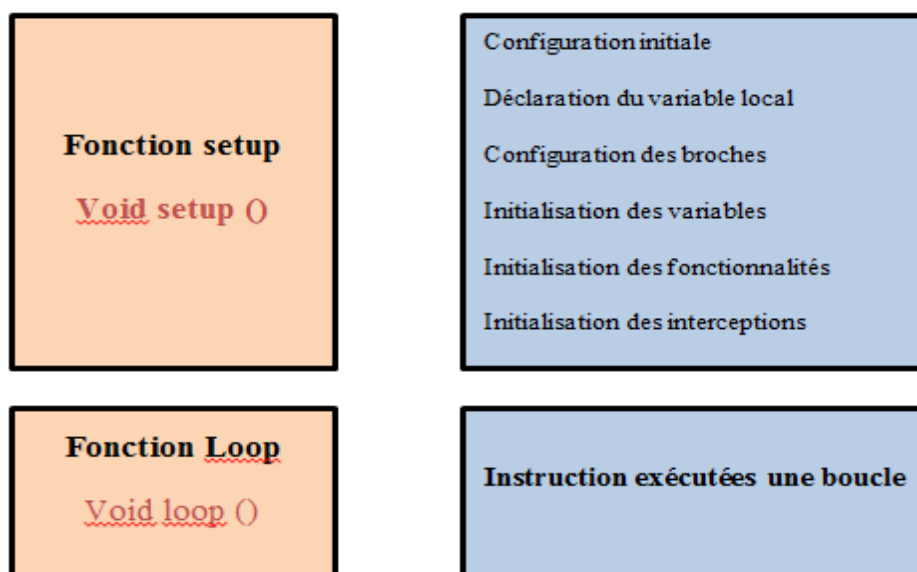 Fonction setup
Void setup ()
Configuration initiale
Déclaration du variable local
Configuration des broches
Initialisation des variables
Initialisation des fonctionnalités
Initialisation des interceptions
Fonction Loop
Void loop ()
Instruction exécutées une boucle